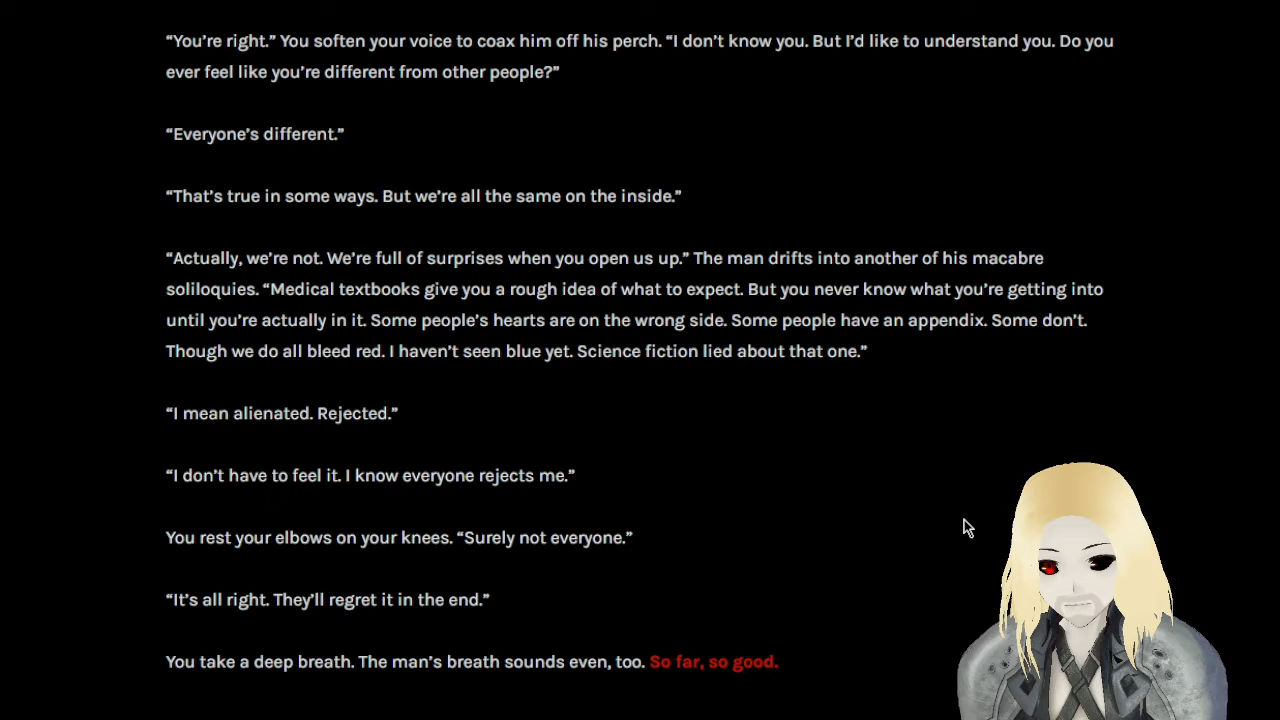 “You’re right.” You soften your voice to coax him off his perch. “I don’t know you. But I’d like to understand you. Do you
ever feel like you’re different from other people?”
“Everyone’s different.”
“That’s true in some ways. But we’re all the same on the inside.”
“Actually, we’re not. We’re full of surprises when you open us up.” The man drifts into another of his macabre
soliloquies. “Medical textbooks give you a rough idea of what to expect. But you never know what you’re getting into
until you’re actually in it. Some people’s hearts are on the wrong side. Some people have an appendix. Some don’t.
Though we do all bleed red. I haven’t seen blue yet. Science fiction lied about that one.”
“I mean alienated. Rejected.”
“I don’t have to feel it. I know everyone rejects me.”
You rest your elbows on your knees. “Surely not everyone.”
“It’s all right. They’ll regret it in the end.”
You take a deep breath. The man’s breath sounds even, too. So far, so good.